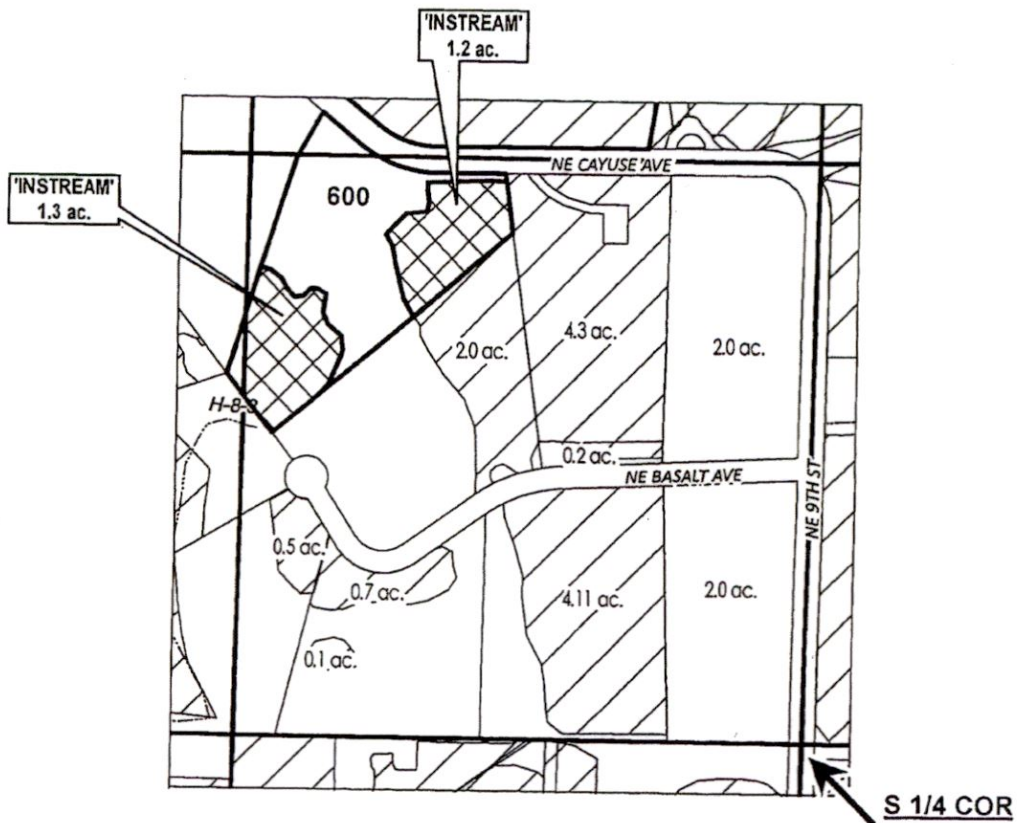 'INSTREAM'
1.2 ac.
NE CAYUSE AVE
'INSTREAM'
1.3 ac.
600
2.0 ac.
4.3 ac.
2.0 ac.
H-8-3
0.2 ac.
NE BASALT AVE
NE 9TH ST
0.5 ac.
0.7 ac.
4.11 ac.
2.0 ac.
0.1 ac.
S 1/4 COR